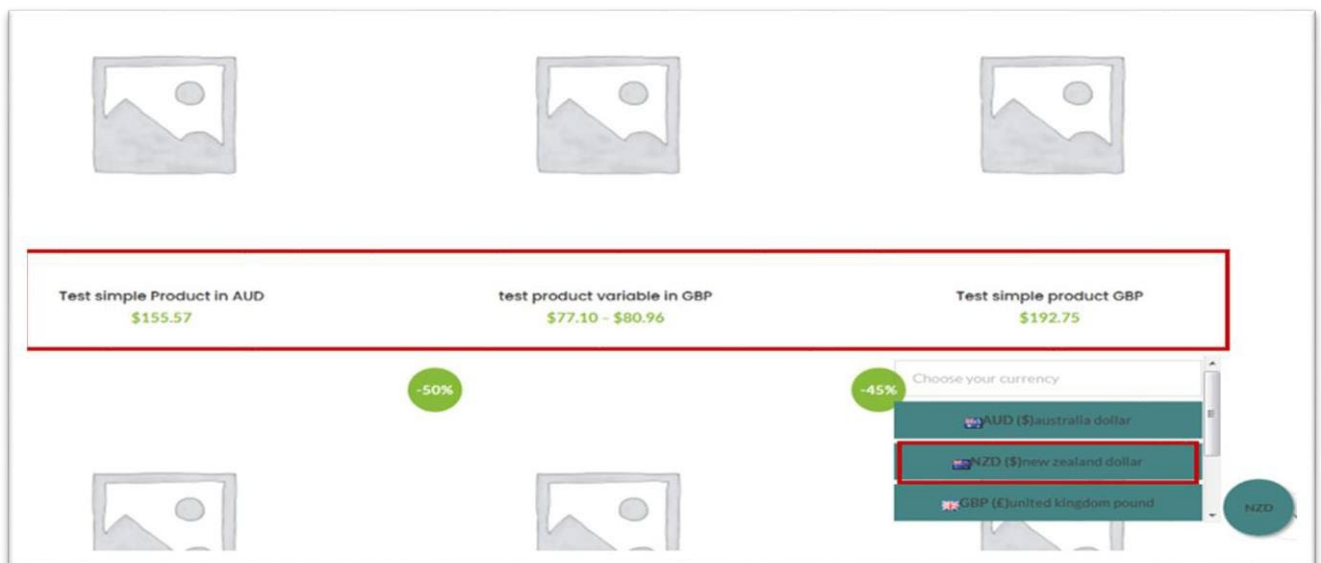 Test simple Product in AUD
$155.57
test product variable in GBP
$77.10 – $80.96
Test simple product GBP
$192.75
-50%
-45%
Choose your currency
AUD ($)australia dollar
NZD ($)new zealand dollar
GBP (£)united kingdom pound
NZD